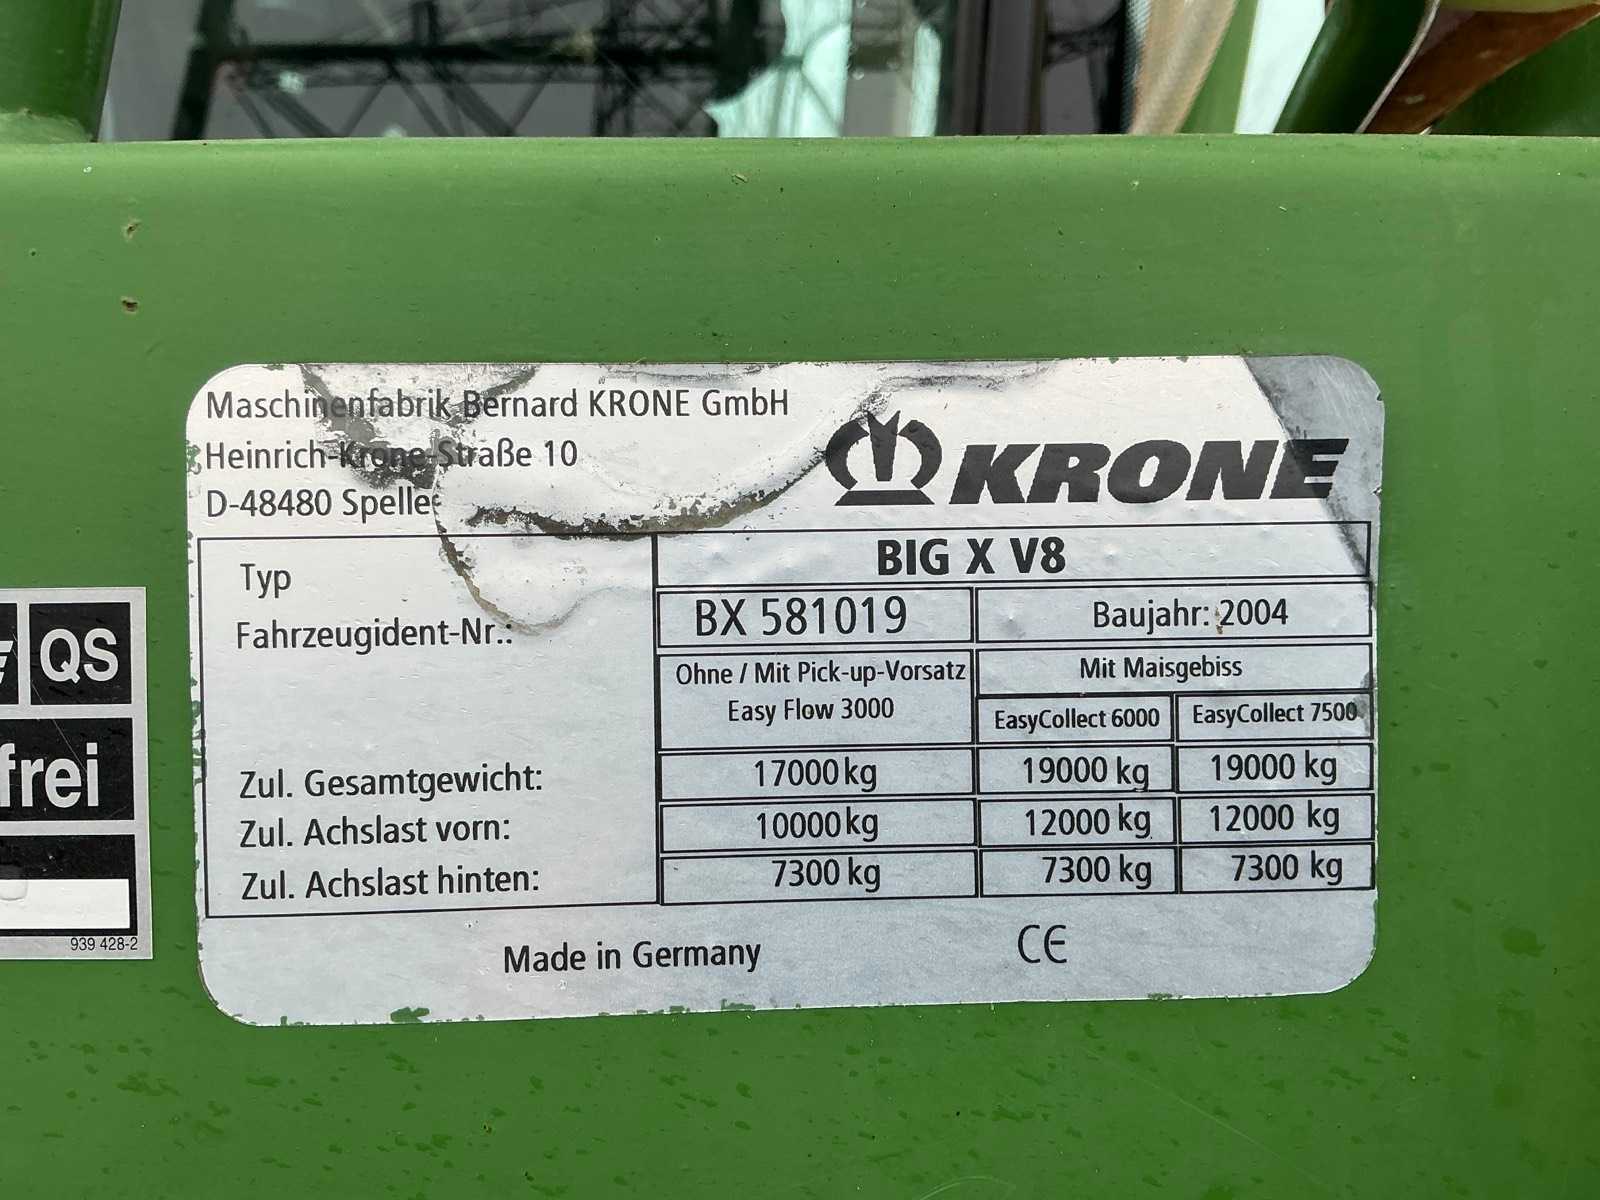 Maschinenfabrik Bernard KRONE GmbH
Heinrich-Krone-Straße 10
D-48480 Spelle
KRONE
Typ
BIG X V8
Fahrzeugident-Nr.:
BX 581019
Baujahr: 2004
Ohne / Mit Pick-up-Vorsatz
Easy Flow 3000
Mit Maisgebiss
EasyCollect 6000
EasyCollect 7500
Zul. Gesamtgewicht:
17000 kg
19000 kg
19000 kg
Zul. Achslast vorn:
10000 kg
12000 kg
12000 kg
Zul. Achslast hinten:
7300 kg
7300 kg
7300 kg
Made in Germany
CE
QS
frei
939 428-2